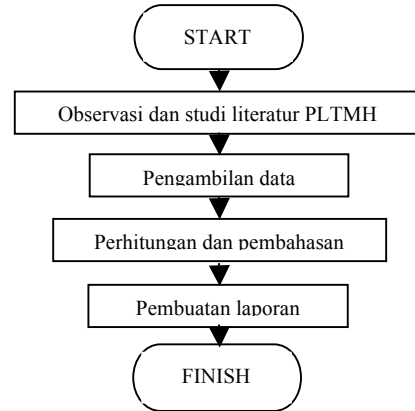 START
Observasi dan studi literatur PLTMH
Pengambilan data
Perhitungan dan pembahasan
Pembuatan laporan
FINISH